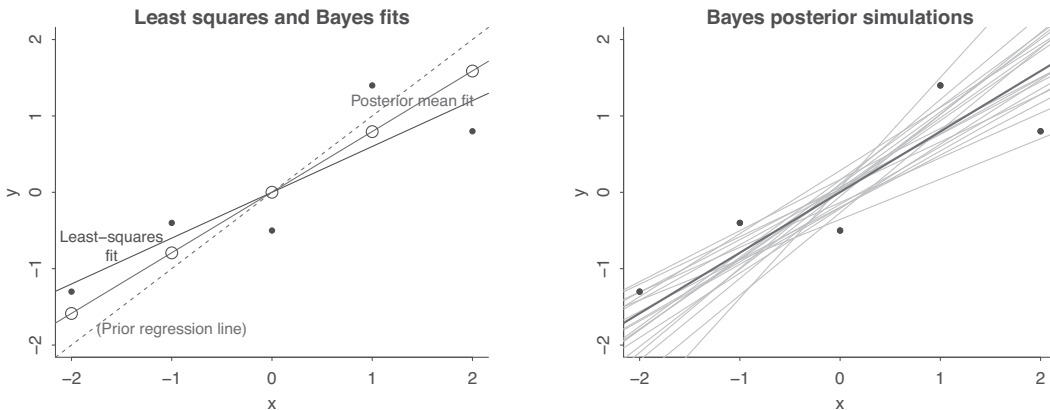 Least squares and Bayes fits
2
1
0
−1
−2
y
Posterior mean fit
Least−squares
fit
(Prior regression line)
−2 −1 0 1 2
x
Bayes posterior simulations
2
1
0
−1
−2
y
−2 −1 0 1 2
x